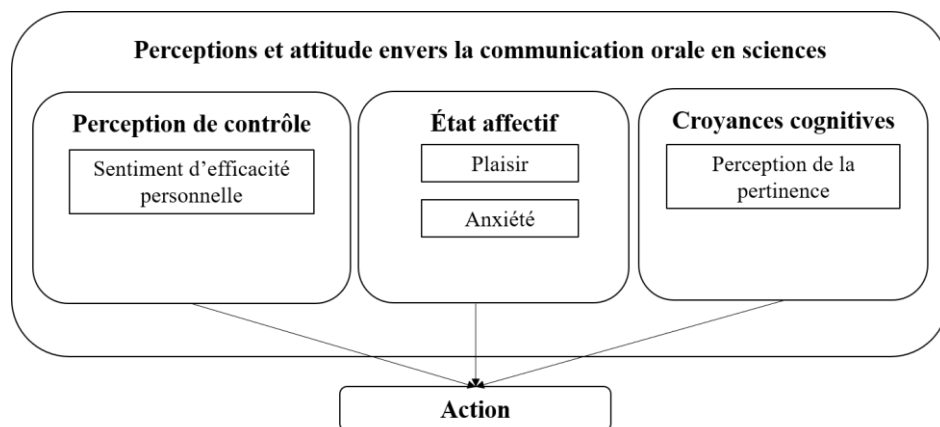 Perceptions et attitude envers la communication orale en sciences
Perception de contrôle
Sentiment d'efficacité
personnelle
État affectif
Plaisir
Anxiété
Croyances cognitives
Perception de la
pertinence
Action